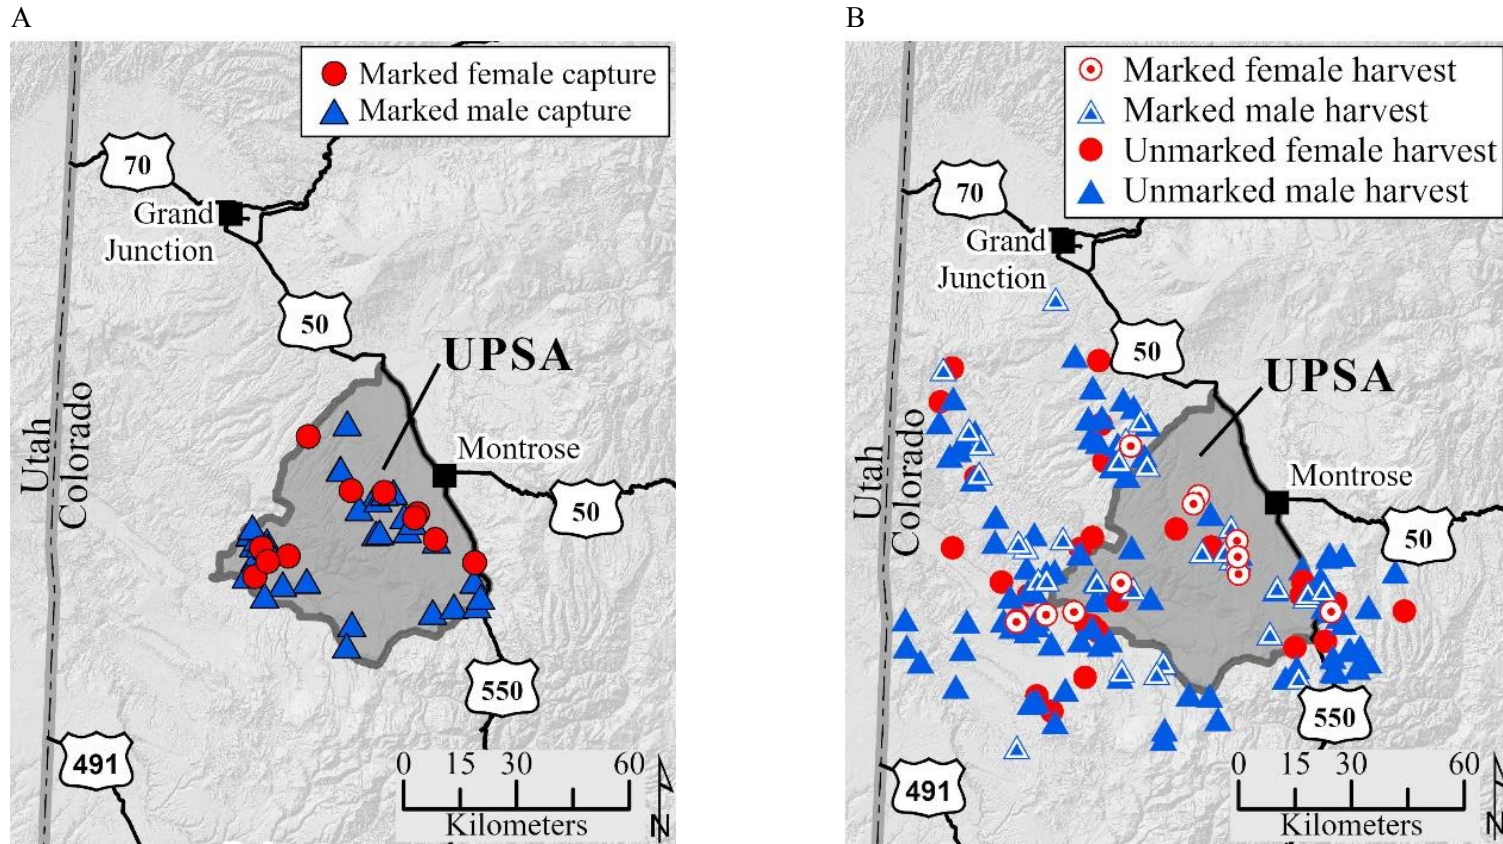 A
Marked female capture
Marked male capture
70
Grand
Junction
50
UPSA
Utah
Colorado
Montrose
50
550
491
0 15 30 60
Kilometers
N
B
Marked female harvest
Marked male harvest
Unmarked female harvest
Unmarked male harvest
70
Grand
Junction
50
UPSA
Utah
Colorado
Montrose
50
550
491
0 15 30 60
Kilometers
N